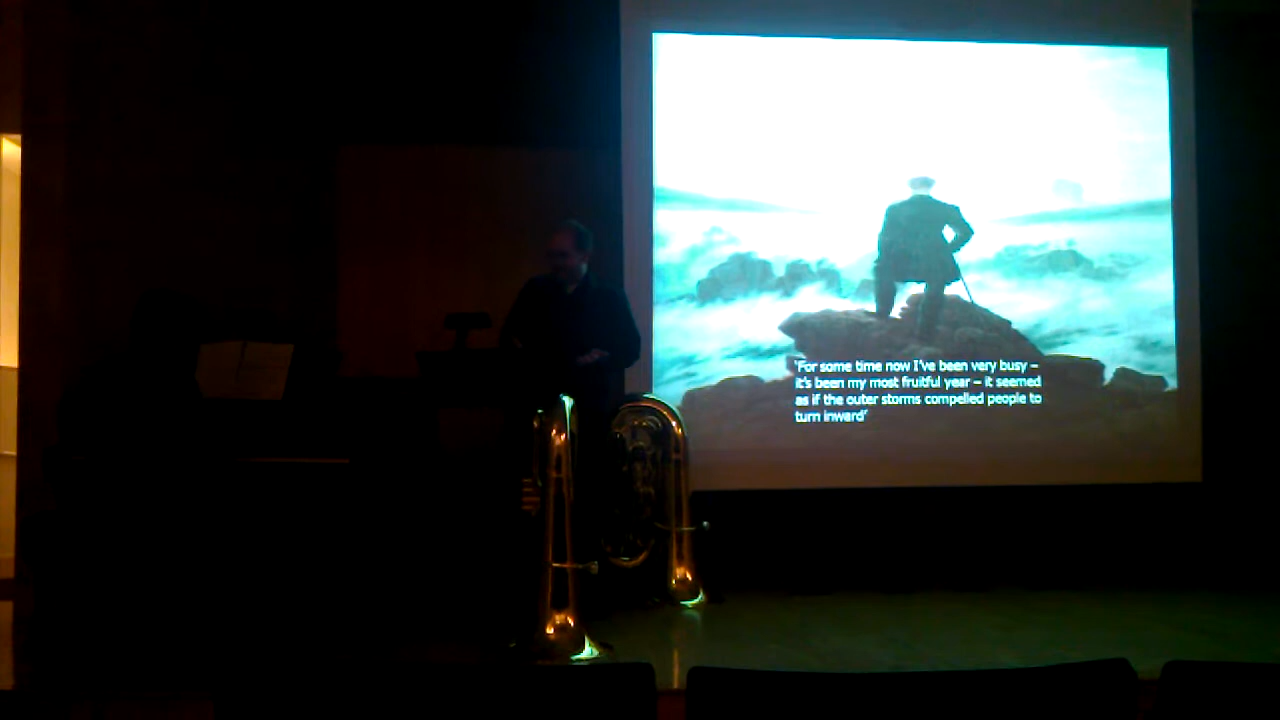 'For some time now I've been very busy –
it's been my most fruitful year – it seemed
as if the outer storms compelled people to
turn inward'